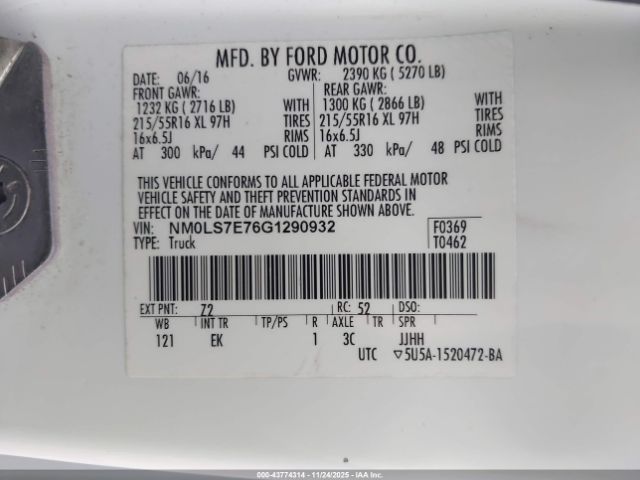 MFD. BY FORD MOTOR CO.
DATE: 06/16 GVWR: 2390 KG ( 5270 LB)
FRONT GAWR: REAR GAWR:
1232 KG ( 2716 LB) WITH 1300 KG ( 2866 LB) WITH
215/55R16 XL 97H TIRES 215/55R16 XL 97H TIRES
16x6.5J RIMS 16x6.5J RIMS
AT 300 kPa/ 44 PSI COLD AT 330 kPa/ 48 PSI COLD
THIS VEHICLE CONFORMS TO ALL APPLICABLE FEDERAL MOTOR
VEHICLE SAFETY AND THEFT PREVENTION STANDARDS IN
EFFECT ON THE DATE OF MANUFACTURE SHOWN ABOVE.
VIN: NM0LS7E76G1290932 F0369
TYPE: Truck T0462
EXT PNT: Z2 RC: 52 DSO:
WB INT TR TP/PS R AXLE TR SPR
121 EK 1 3C JJHH
UTC ▽5U5A-1520472-BA
000-43774314 - 11/24/2025 - IAA Inc.